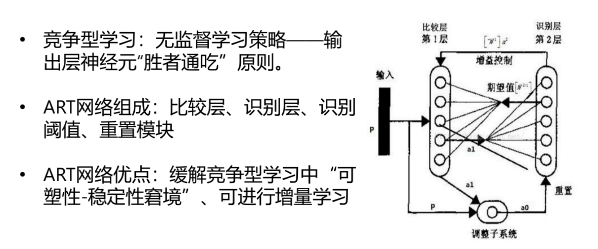 竞争型学习：无监督学习策略——输
出层神经元“胜者通吃”原则。
ART网络组成：比较层、识别层、识别
阈值、重置模块
ART网络优点：缓解竞争型学习中“可
塑性-稳定性窘境”、可进行增量学习
比较层
第1层
识别层
第2层
增益控制
输入
期望值
P
a1
a1
重置
P
a0
调整子系统